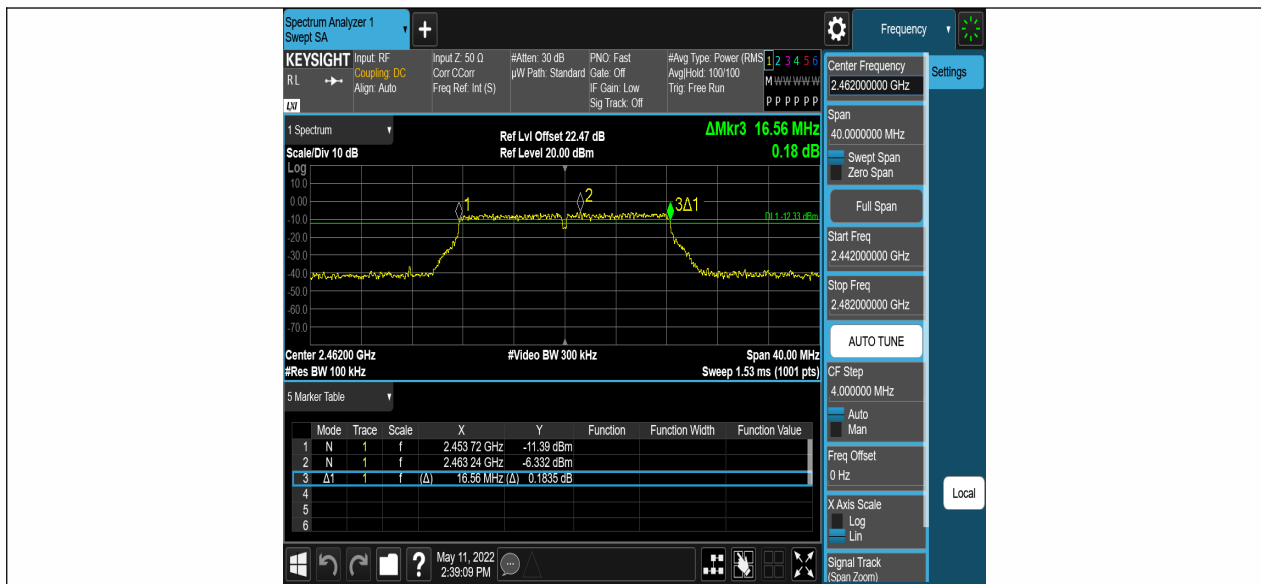 Spectrum Analyzer 1
Swept SA
+
Frequency
KEYSIGHT
RL
LXI
Input: RF
Coupling: DC
Align: Auto
Input Z: 50 Ω
Corr CCorr
Freq Ref: Int (S)
#Atten: 30 dB
µW Path: Standard
PNO: Fast
Gate: Off
IF Gain: Low
Sig Track: Off
#Avg Type: Power (RMS
Avg|Hold: 100/100
Trig: Free Run
1 2 3 4 5 6
M W W W W W
P P P P P P
1 Spectrum
Scale/Div 10 dB
Ref Lvl Offset 22.47 dB
Ref Level 20.00 dBm
ΔMkr3 16.56 MHz
0.18 dB
Log
10.0
0.00
-10.0
-20.0
-30.0
-40.0
-50.0
-60.0
-70.0
1
2
3Δ1
DL1 -12.33 dBm
Center 2.46200 GHz
#Video BW 300 kHz
Span 40.00 MHz
#Res BW 100 kHz
Sweep 1.53 ms (1001 pts)
5 Marker Table
Mode Trace Scale X Y Function Function Width Function Value
1 N 1 f 2.453 72 GHz -11.39 dBm
2 N 1 f 2.463 24 GHz -6.332 dBm
3 Δ1 1 f (Δ) 16.56 MHz (Δ) 0.1835 dB
4
5
6
?
May 11, 2022
2:39:09 PM
Center Frequency
2.462000000 GHz
Span
40.0000000 MHz
Swept Span
Zero Span
Full Span
Start Freq
2.442000000 GHz
Stop Freq
2.482000000 GHz
AUTO TUNE
CF Step
4.000000 MHz
Auto
Man
Freq Offset
0 Hz
X Axis Scale
Log
Lin
Signal Track
(Span Zoom)
Settings
Local